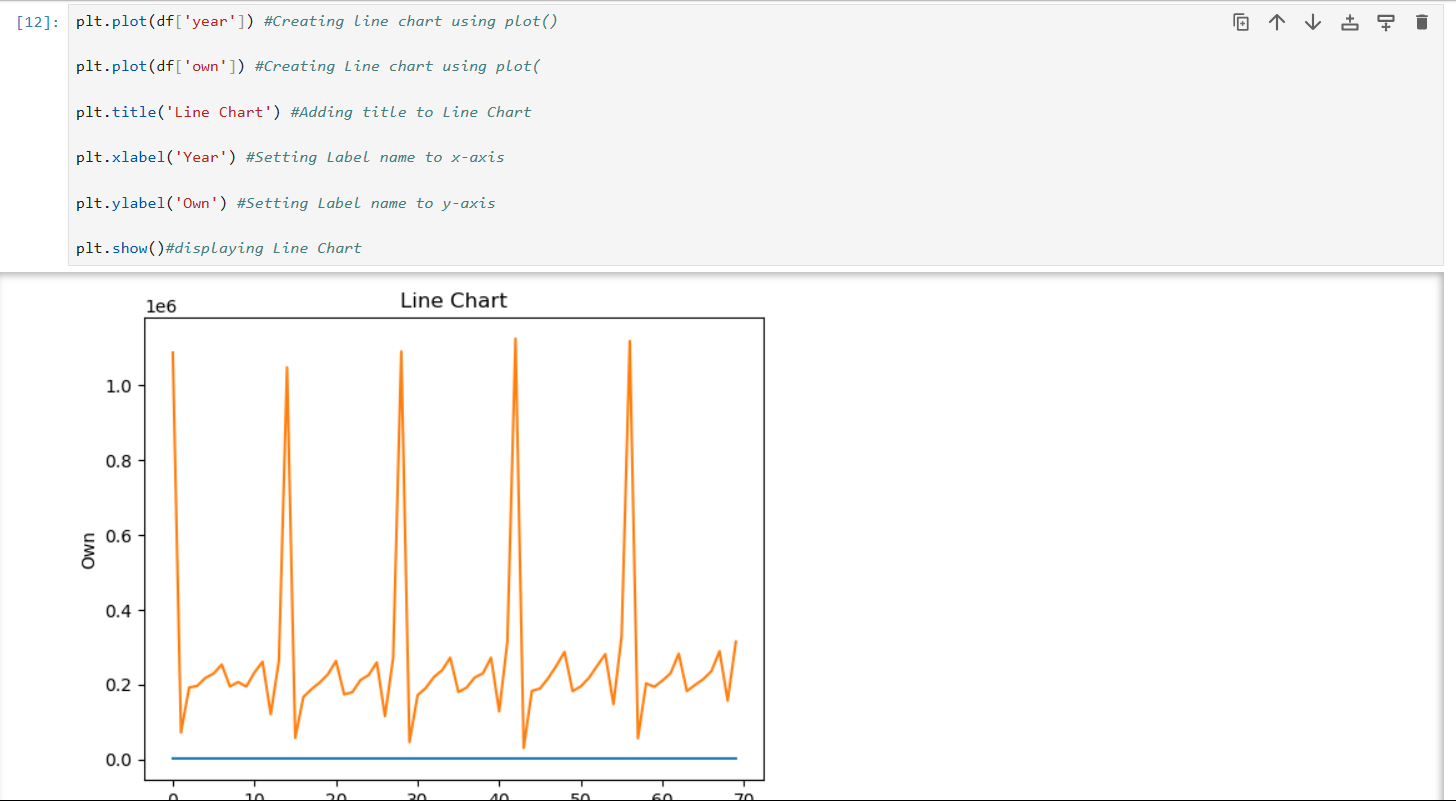 [12]: plt.plot(df['year']) #Creating line chart using plot()
plt.plot(df['own']) #Creating Line chart using plot(
plt.title('Line Chart') #Adding title to Line Chart
plt.xlabel('Year') #Setting Label name to x-axis
plt.ylabel('Own') #Setting Label name to y-axis
plt.show()#displaying Line Chart
Line Chart
1e6
1.0
0.8
Own
0.6
0.4
0.2
0.0
0 10 20 30 40 50 60 70